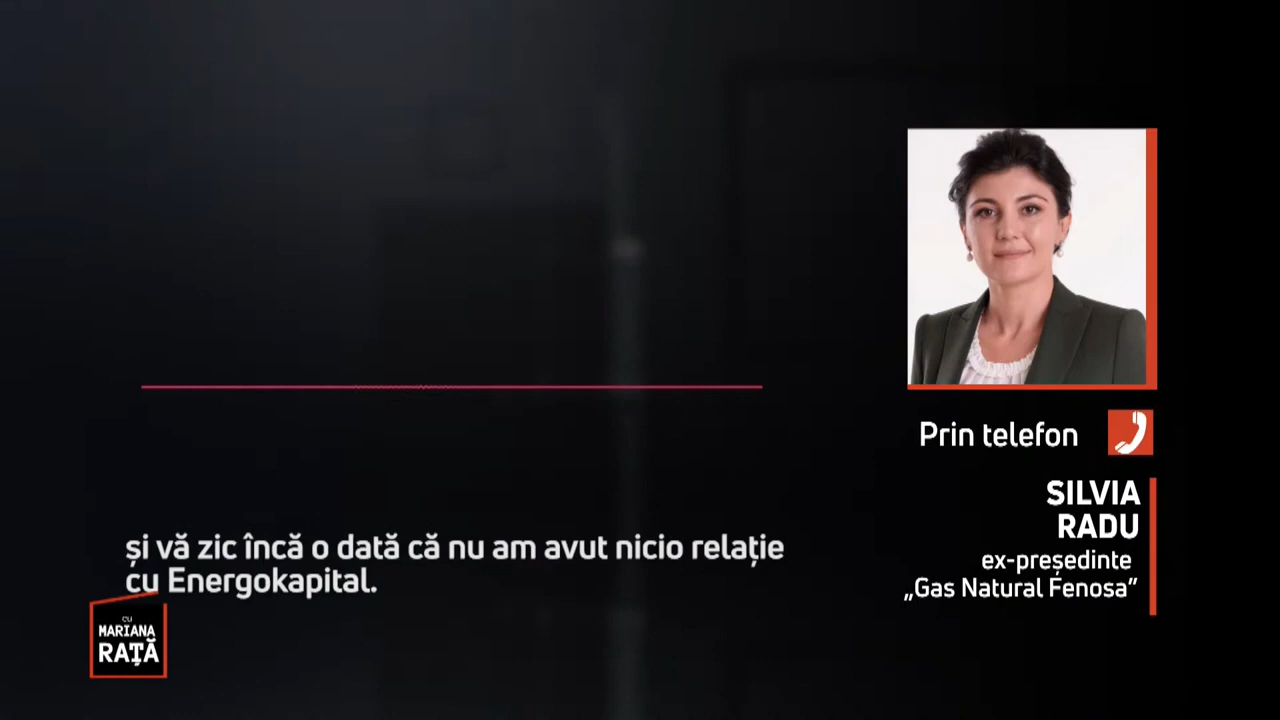 Prin telefon
SILVIA
RADU
ex-președinte
„Gas Natural Fenosa”
și vă zic încă o dată că nu am avut nicio relație
cu Energokapital.
CU
MARIANA
RAȚĂ